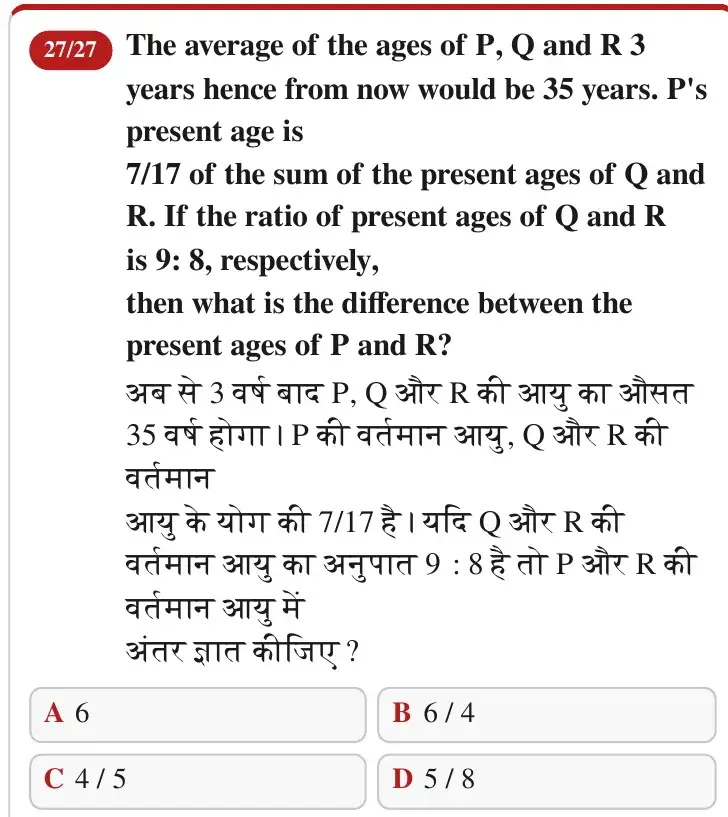 27/27 The average of the ages of P, Q and R 3
years hence from now would be 35 years. P's
present age is
7/17 of the sum of the present ages of Q and
R. If the ratio of present ages of Q and R
is 9: 8, respectively,
then what is the difference between the
present ages of P and R?
अब से 3 वर्ष बाद P, Q और R की आयु का औसत
35 वर्ष होगा। P की वर्तमान आयु, Q और R की
वर्तमान
आयु के योग की 7/17 है। यदि Q और R की
वर्तमान आयु का अनुपात 9 : 8 है तो P और R की
वर्तमान आयु में
अंतर ज्ञात कीजिए ?
A 6
B 6 / 4
C 4 / 5
D 5 / 8